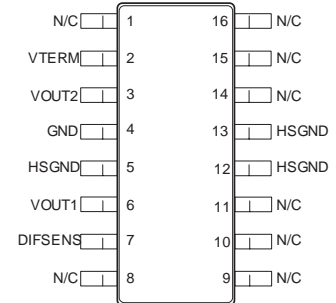 N/C 1 16 N/C
VTERM 2 15 N/C
VOUT2 3 14 N/C
GND 4 13 HSGND
HSGND 5 12 HSGND
VOUT1 6 11 N/C
DIFSENS 7 10 N/C
N/C 8 9 N/C